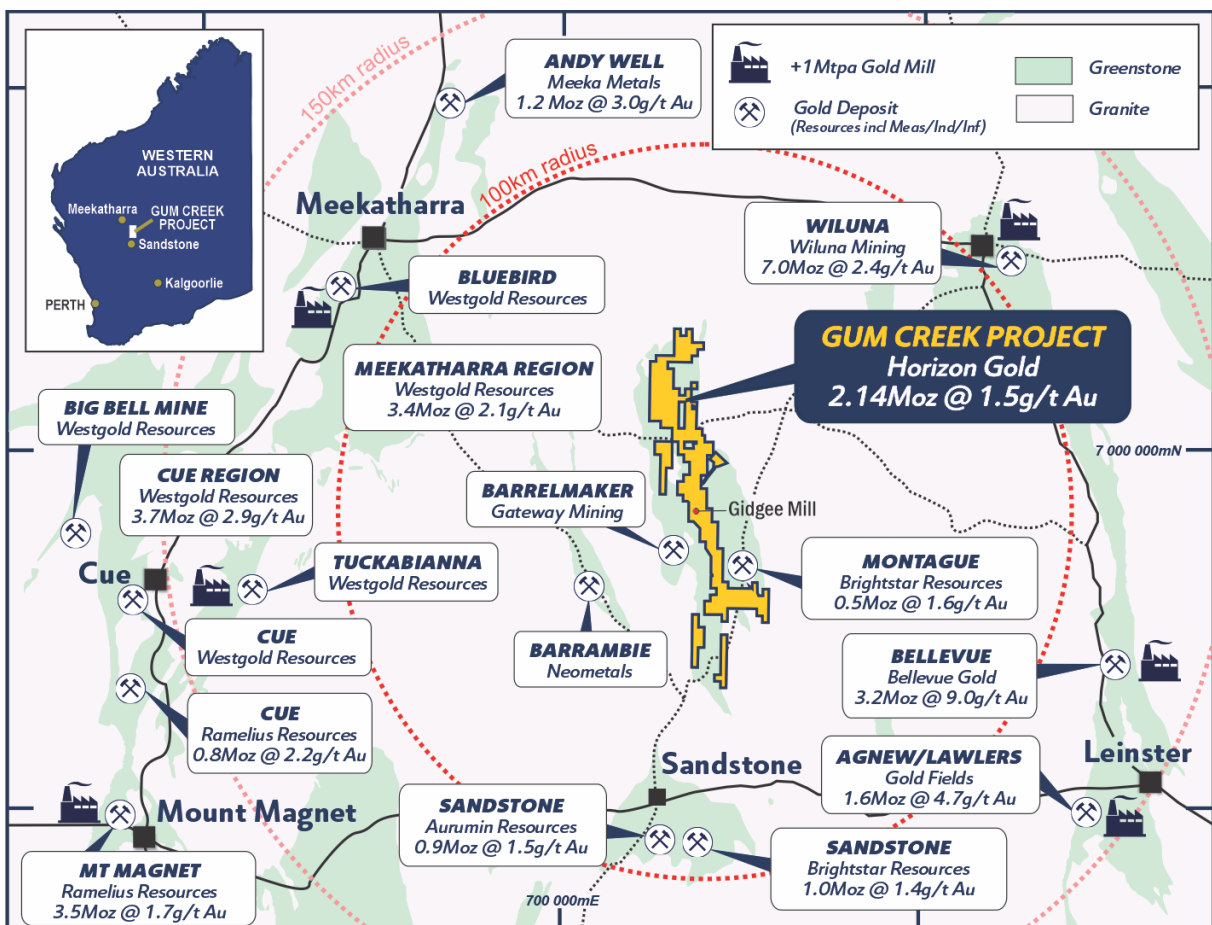 WESTERN
AUSTRALIA
Meekatharra
GUM CREEK
PROJECT
Sandstone
Kalgoorlie
PERTH
150km radius
100km radius
ANDY WELL
Meeka Metals
1.2 Moz @ 3.0g/t Au
+1Mtpa Gold Mill
Gold Deposit
(Resources incl Meas/Ind/Inf)
Greenstone
Granite
Meekatharra
WILUNA
Wiluna Mining
7.0Moz @ 2.4g/t Au
BLUEBIRD
Westgold Resources
GUM CREEK PROJECT
Horizon Gold
2.14Moz @ 1.5g/t Au
MEEKATHARRA REGION
Westgold Resources
3.4Moz @ 2.1g/t Au
BIG BELL MINE
Westgold Resources
7 000 000mN
CUE REGION
Westgold Resources
3.7Moz @ 2.9g/t Au
BARRELMAKER
Gateway Mining
Gidgee Mill
Cue
TUCKABIANNA
Westgold Resources
MONTAGUE
Brightstar Resources
0.5Moz @ 1.6g/t Au
CUE
Westgold Resources
BARRAMBIE
Neometals
BELLEVUE
Bellevue Gold
3.2Moz @ 9.0g/t Au
CUE
Ramelius Resources
0.8Moz @ 2.2g/t Au
Sandstone
AGNEW/LAWLERS
Gold Fields
1.6Moz @ 4.7g/t Au
Leinster
Mount Magnet
SANDSTONE
Aurumin Resources
0.9Moz @ 1.5g/t Au
SANDSTONE
Brightstar Resources
1.0Moz @ 1.4g/t Au
MT MAGNET
Ramelius Resources
3.5Moz @ 1.7g/t Au
700 000mE